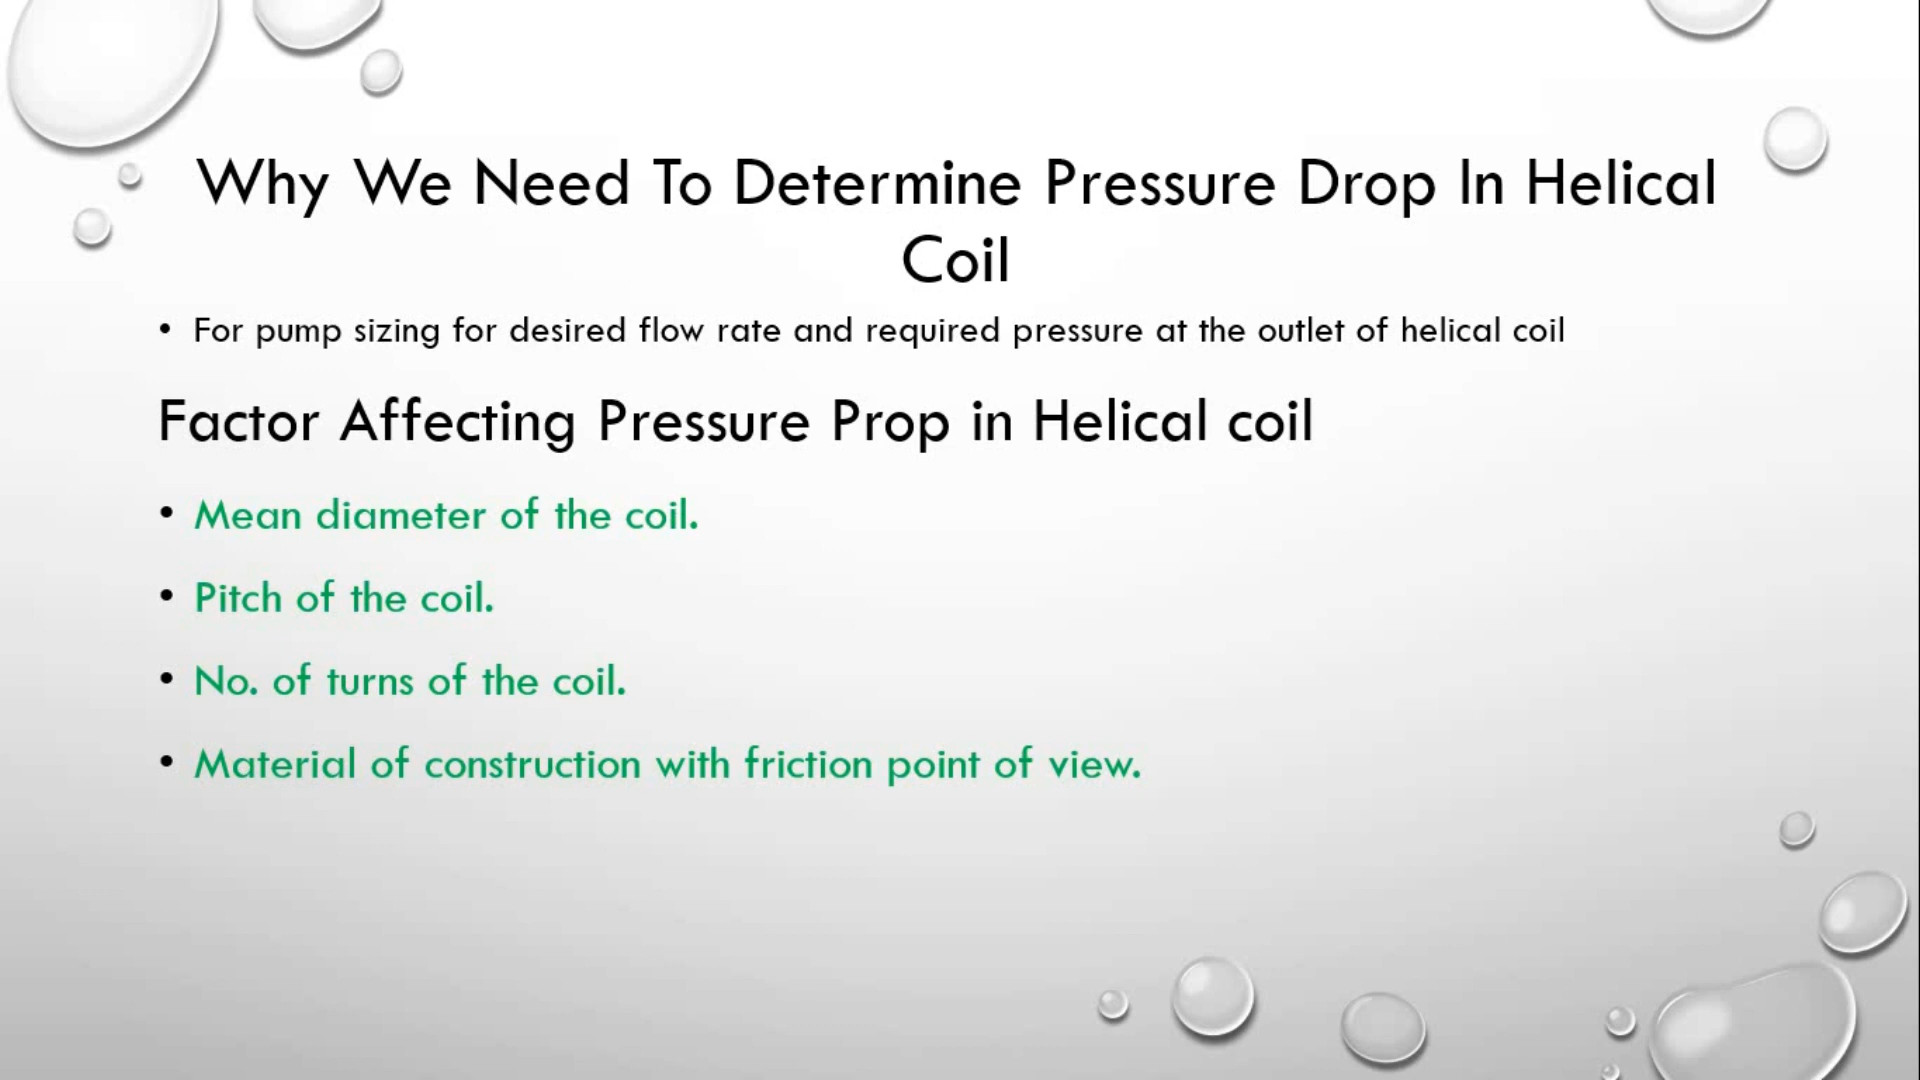 Why We Need To Determine Pressure Drop In Helical
Coil
• For pump sizing for desired flow rate and required pressure at the outlet of helical coil
Factor Affecting Pressure Prop in Helical coil
• Mean diameter of the coil.
• Pitch of the coil.
• No. of turns of the coil.
• Material of construction with friction point of view.